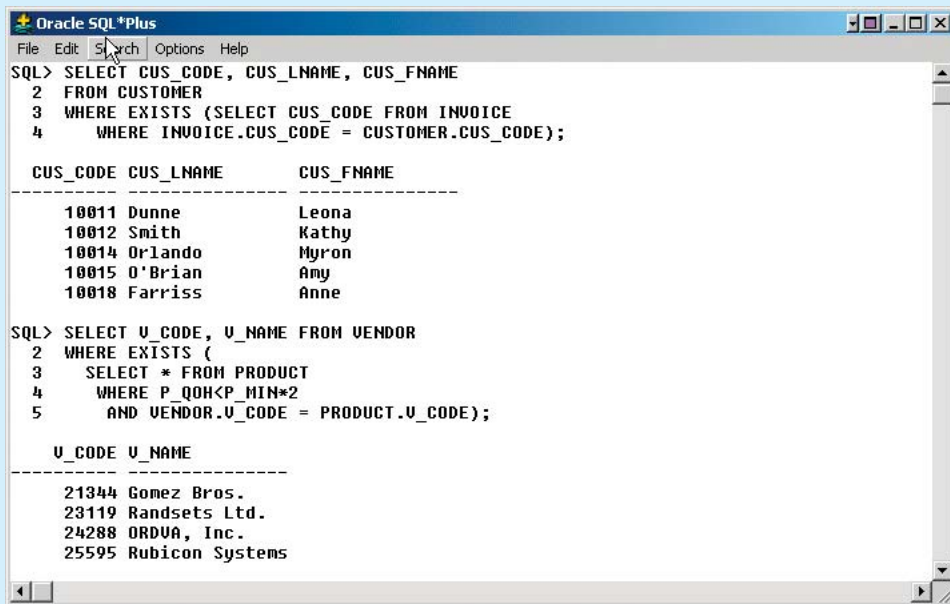 Oracle SQL*Plus
File Edit Search Options Help
SQL> SELECT CUS_CODE, CUS_LNAME, CUS_FNAME
2 FROM CUSTOMER
3 WHERE EXISTS (SELECT CUS_CODE FROM INVOICE
4 WHERE INVOICE.CUS_CODE = CUSTOMER.CUS_CODE);
CUS_CODE CUS_LNAME CUS_FNAME
---------- --------------- ---------------
10011 Dunne Leona
10012 Smith Kathy
10014 Orlando Myron
10015 O'Brian Amy
10018 Farriss Anne
SQL> SELECT V_CODE, V_NAME FROM VENDOR
2 WHERE EXISTS (
3 SELECT * FROM PRODUCT
4 WHERE P_QOH<P_MIN*2
5 AND VENDOR.V_CODE = PRODUCT.V_CODE);
V_CODE V_NAME
---------- ---------------
21344 Gomez Bros.
23119 Randsets Ltd.
24288 ORDVA, Inc.
25595 Rubicon Systems